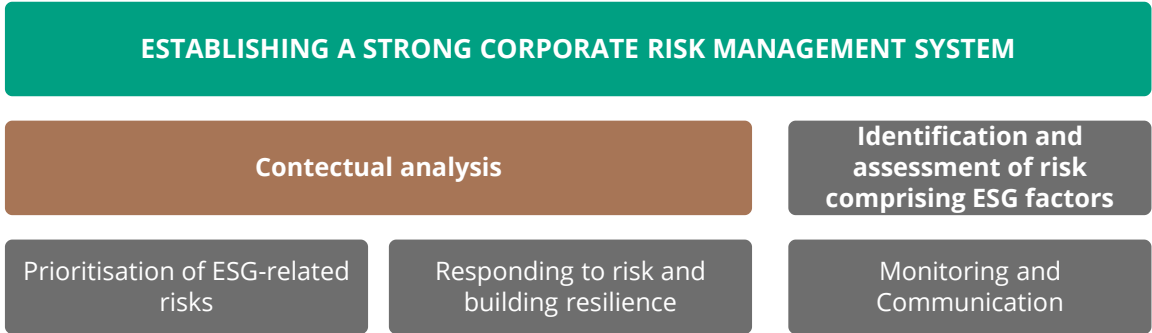 ESTABLISHING A STRONG CORPORATE RISK MANAGEMENT SYSTEM
Contectual analysis
Identification and
assessment of risk
comprising ESG factors
Prioritisation of ESG-related
risks
Responding to risk and
building resilience
Monitoring and
Communication